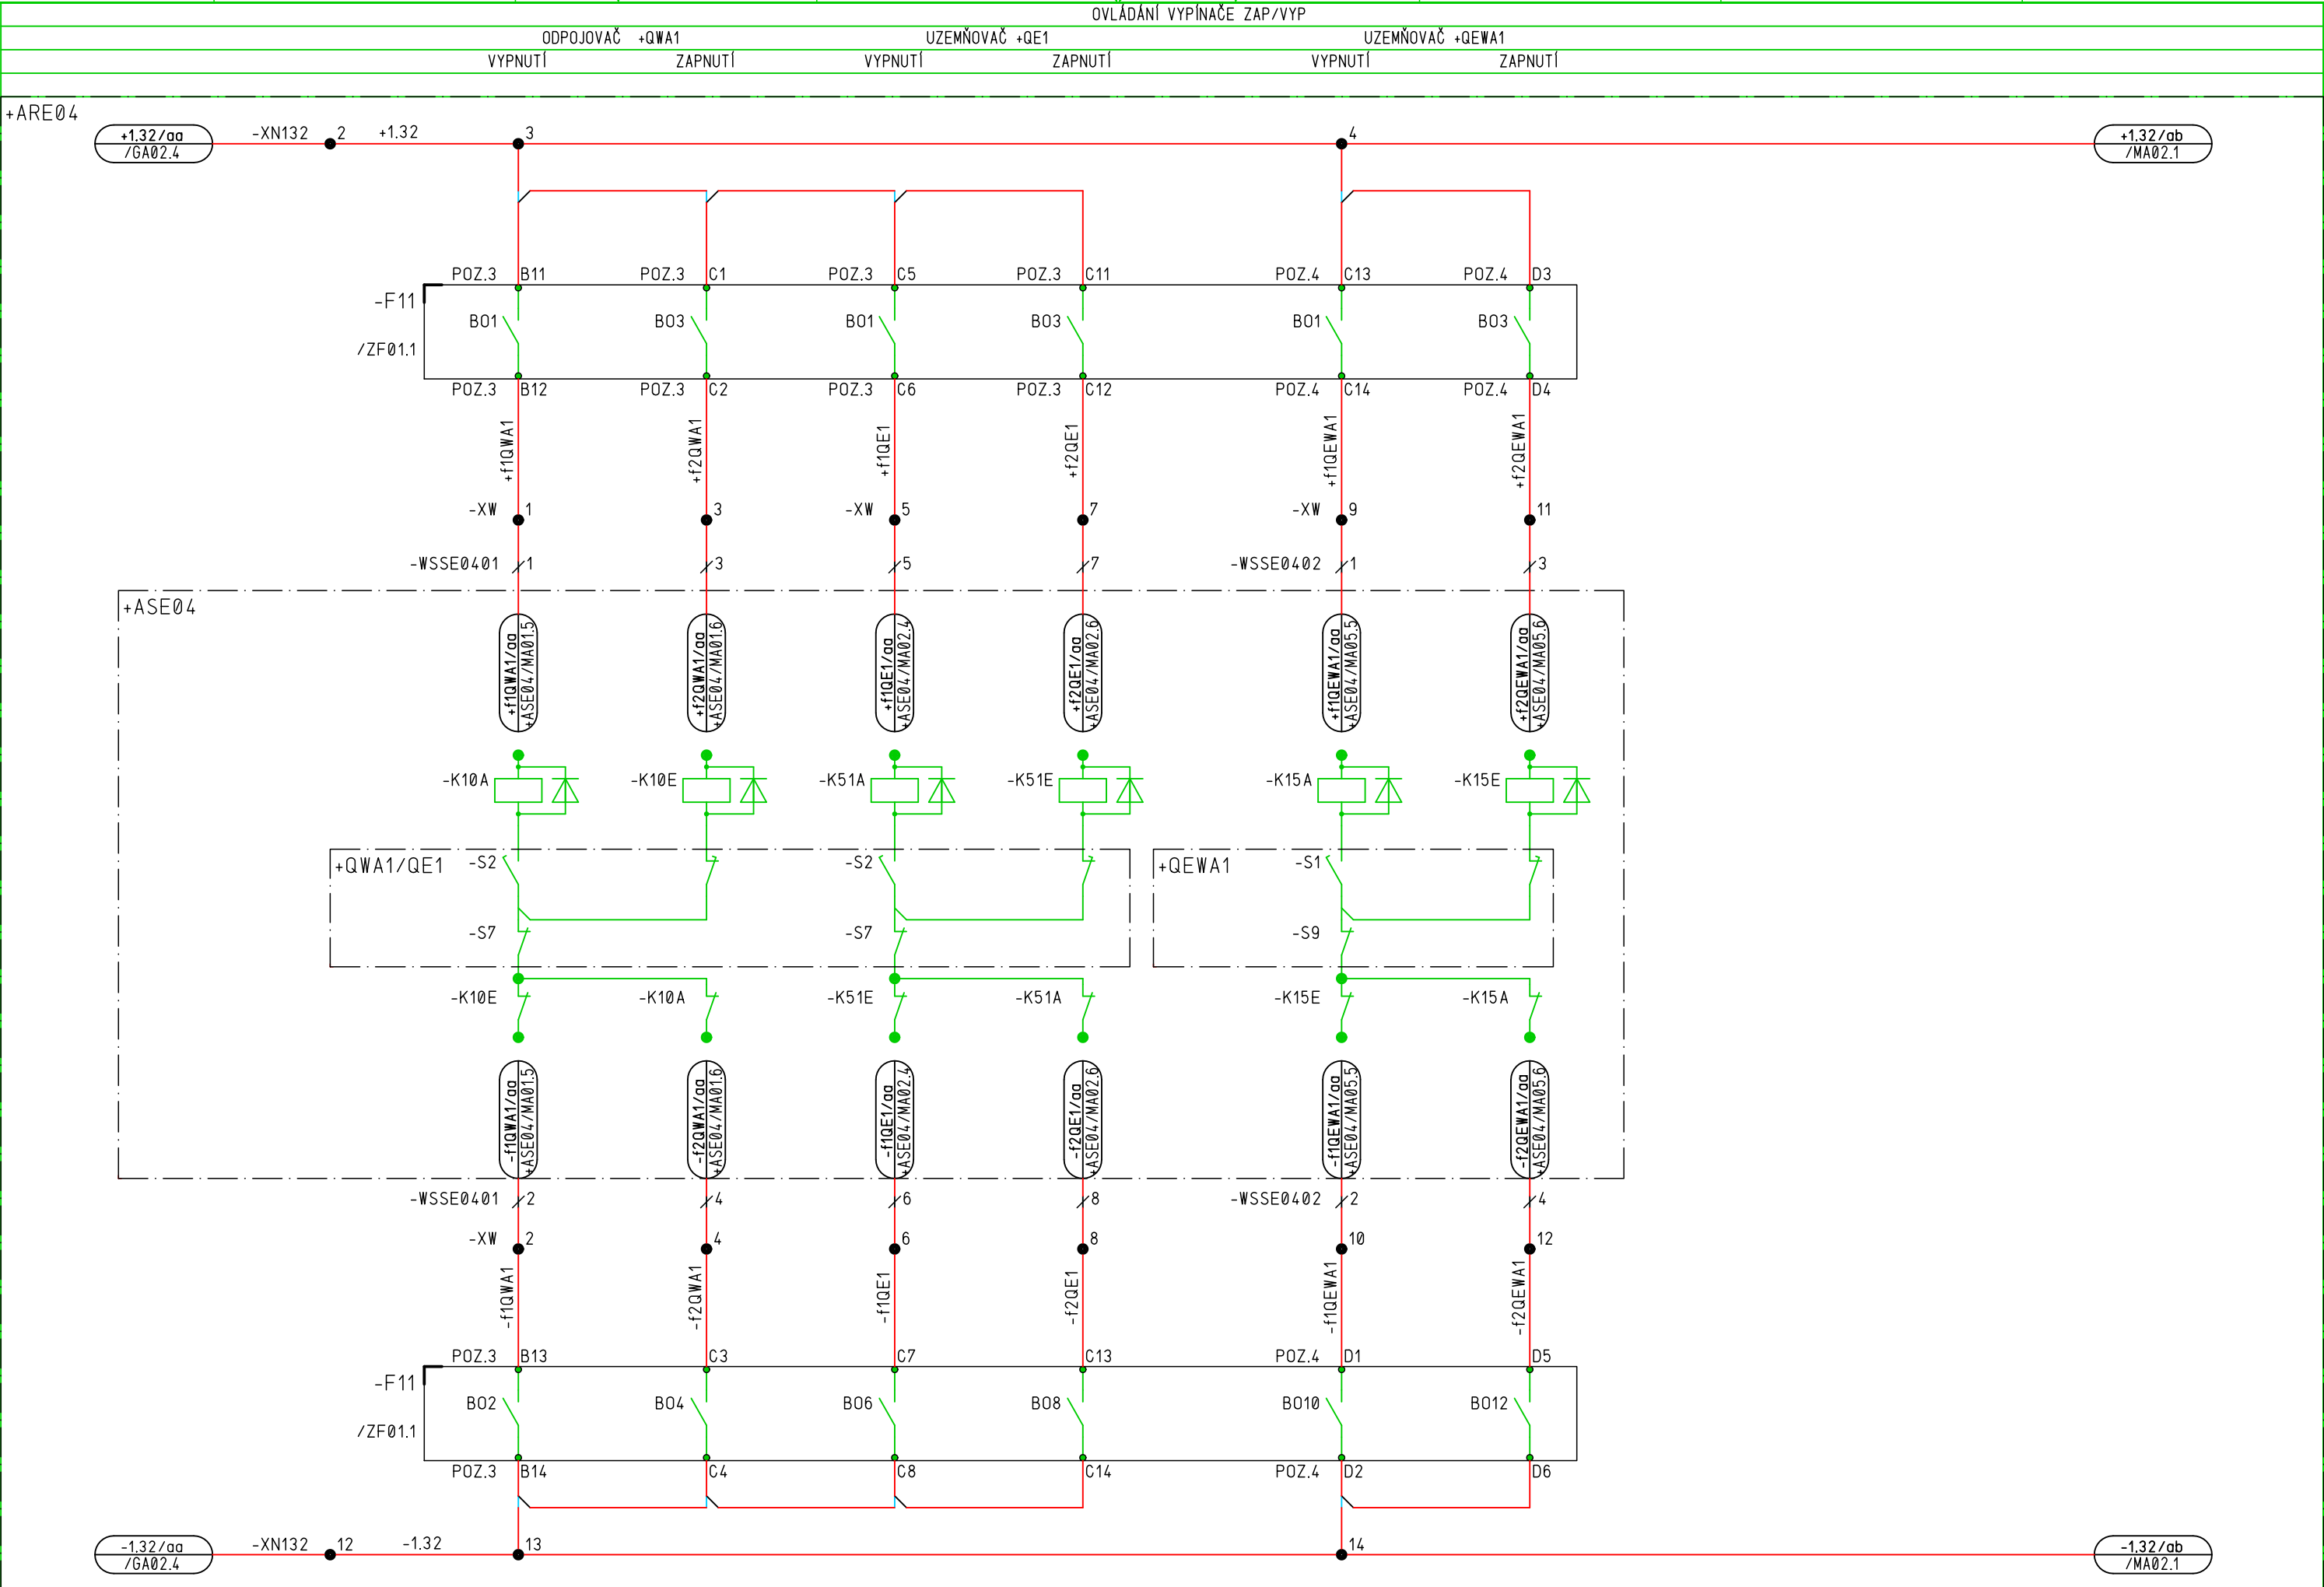 OVLÁDÁNÍ VYPÍNAČE ZAP/VYP
ODPOJOVAČ +QWA1 UZEMŇOVAČ +QE1 UZEMŇOVAČ +QEWA1
VYPNUTÍ ZAPNUTÍ VYPNUTÍ ZAPNUTÍ VYPNUTÍ ZAPNUTÍ
+ARE04
+1.32/aa -XN132 2 +1.32 3 4 +1.32/ab
/GA02.4 /MA02.1
POZ.3 B11 POZ.3 C1 POZ.3 C5 POZ.3 C11 POZ.4 C13 POZ.4 D3
-F11
BO1 BO3 BO1 BO3 BO1 BO3
/ZF01.1
POZ.3 B12 POZ.3 C2 POZ.3 C6 POZ.3 C12 POZ.4 C14 POZ.4 D4
+f1QWA1 +f2QWA1 +f1QE1 +f2QE1 +f1QEWA1 +f2QEWA1
-XW 1 3 -XW 5 7 -XW 9 11
-WSSE0401 1 3 5 7 -WSSE0402 1 3
+ASE04
+f1QWA1/aa +f2QWA1/aa +f1QE1/aa +f2QE1/aa +f1QEWA1/aa +f2QEWA1/aa
+ASE04/MA01.5 +ASE04/MA01.6 +ASE04/MA02.4 +ASE04/MA02.6 +ASE04/MA05.5 +ASE04/MA05.6
-K10A -K10E -K51A -K51E -K15A -K15E
+QWA1/QE1 -S2 -S2 +QEWA1 -S1
-S7 -S7 -S9
-K10E -K10A -K51E -K51A -K15E -K15A
-f1QWA1/aa -f2QWA1/aa -f1QE1/aa -f2QE1/aa -f1QEWA1/aa -f2QEWA1/aa
+ASE04/MA01.5 +ASE04/MA01.6 +ASE04/MA02.4 +ASE04/MA02.6 +ASE04/MA05.5 +ASE04/MA05.6
-WSSE0401 2 4 6 8 -WSSE0402 2 4
-XW 2 4 6 8 10 12
-f1QWA1 -f2QWA1 -f1QE1 -f2QE1 -f1QEWA1 -f2QEWA1
POZ.3 B13 C3 C7 C13 POZ.4 D1 D5
-F11
BO2 BO4 BO6 BO8 BO10 BO12
/ZF01.1
POZ.3 B14 C4 C8 C14 POZ.4 D2 D6
-1.32/aa -XN132 12 -1.32 13 14 -1.32/ab
/GA02.4 /MA02.1